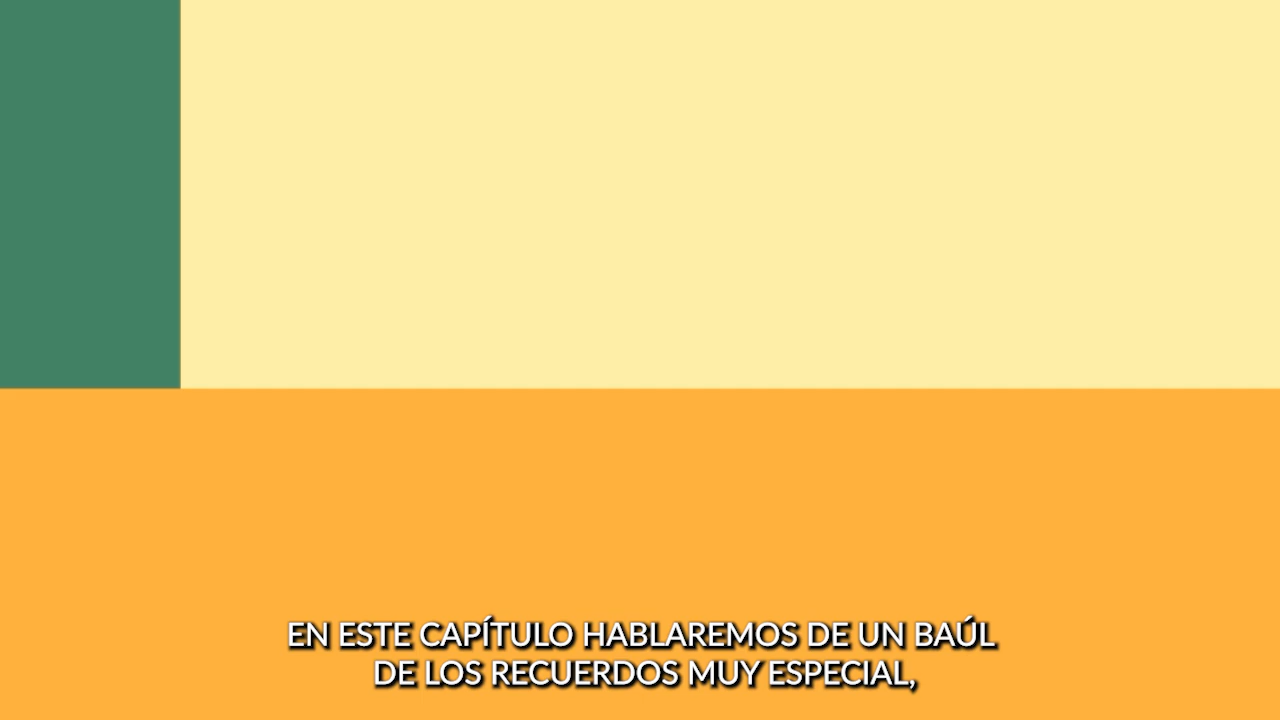 EN ESTE CAPÍTULO HABLAREMOS DE UN BAÚL
DE LOS RECUERDOS MUY ESPECIAL,